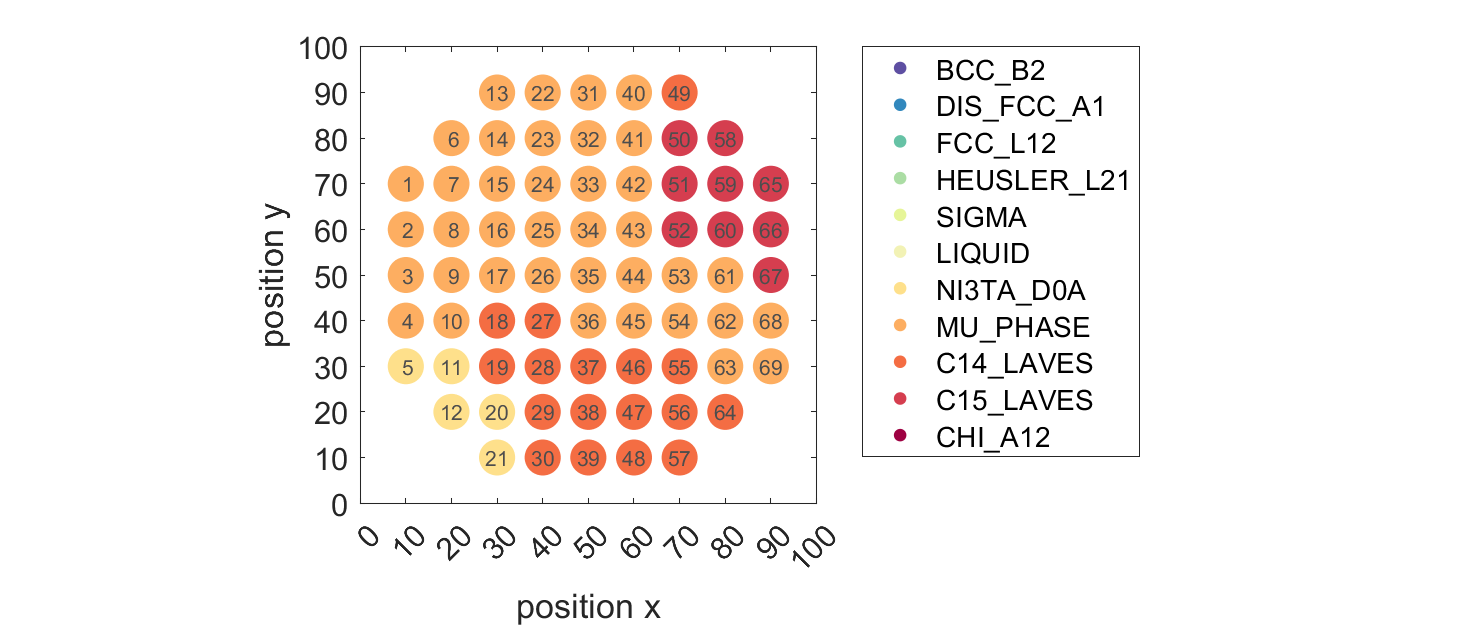 100
90
80
70
60
50
40
30
20
10
0
position y
13 22 31 40 49
6 14 23 32 41 50 58
1 7 15 24 33 42 51 59 65
2 8 16 25 34 43 52 60 66
3 9 17 26 35 44 53 61 67
4 10 18 27 36 45 54 62 68
5 11 19 28 37 46 55 63 69
12 20 29 38 47 56 64
21 30 39 48 57
0 10 20 30 40 50 60 70 80 90 100
position x
BCC_B2
DIS_FCC_A1
FCC_L12
HEUSLER_L21
SIGMA
LIQUID
NI3TA_D0A
MU_PHASE
C14_LAVES
C15_LAVES
CHI_A12